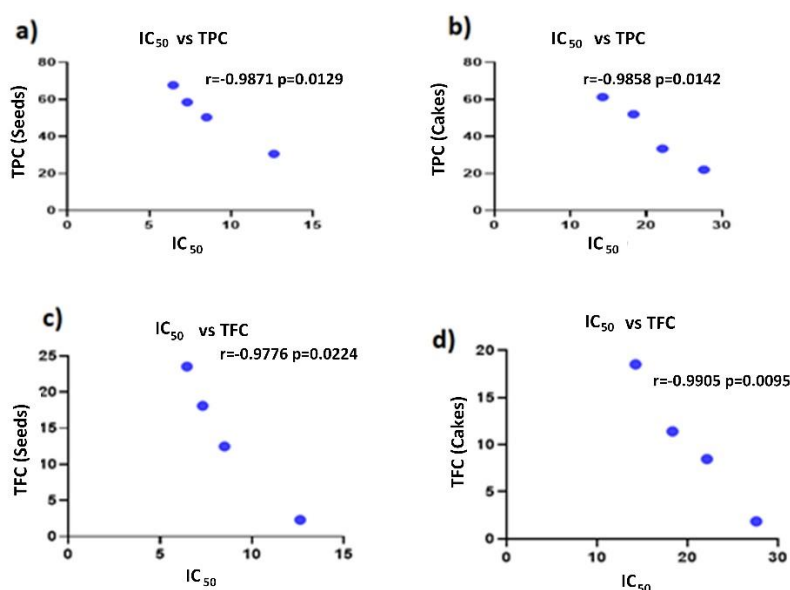 a)
IC50 vs TPC
r=-0.9871 p=0.0129
TPC (Seeds)
80
60
40
20
0
0 5 10 15
IC50
b)
IC50 vs TPC
r=-0.9858 p=0.0142
TPC (Cakes)
80
60
40
20
0
0 10 20 30
IC50
c)
IC50 vs TFC
r=-0.9776 p=0.0224
TFC (Seeds)
25
20
15
10
5
0
0 5 10 15
IC50
d)
IC50 vs TFC
r=-0.9905 p=0.0095
TFC (Cakes)
20
15
10
5
0
0 10 20 30
IC50